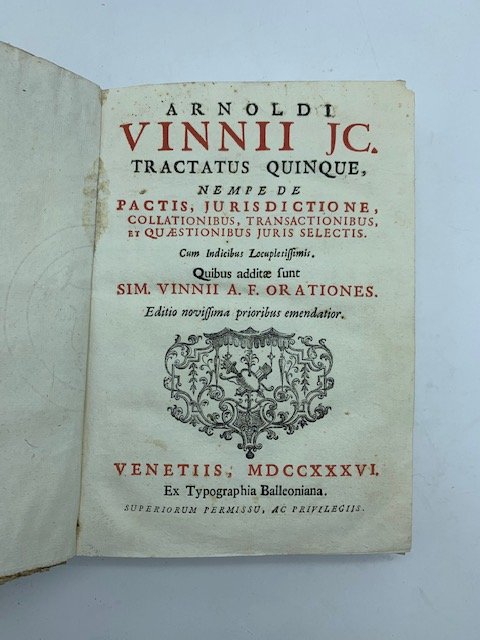 ARNOLDI
VINNII JC.
TRACTATUS QUINQUE,
NEMPE DE
PACTIS, JURISDICTIONE,
COLLATIONIBUS, TRANSACTIONIBUS,
ET QUÆSTIONIBUS JURIS SELECTIS.
Cum Indicibus Locupletiſſimis.
Quibus additæ ſunt
SIM. VINNII A. F. ORATIONES.
Editio noviſſima prioribus emendatior.
VENETIIS, MDCCXXXVI.
Ex Typographia Balleoniana.
SUPERIORUM PERMISSU, AC PRIVILEGIIS.